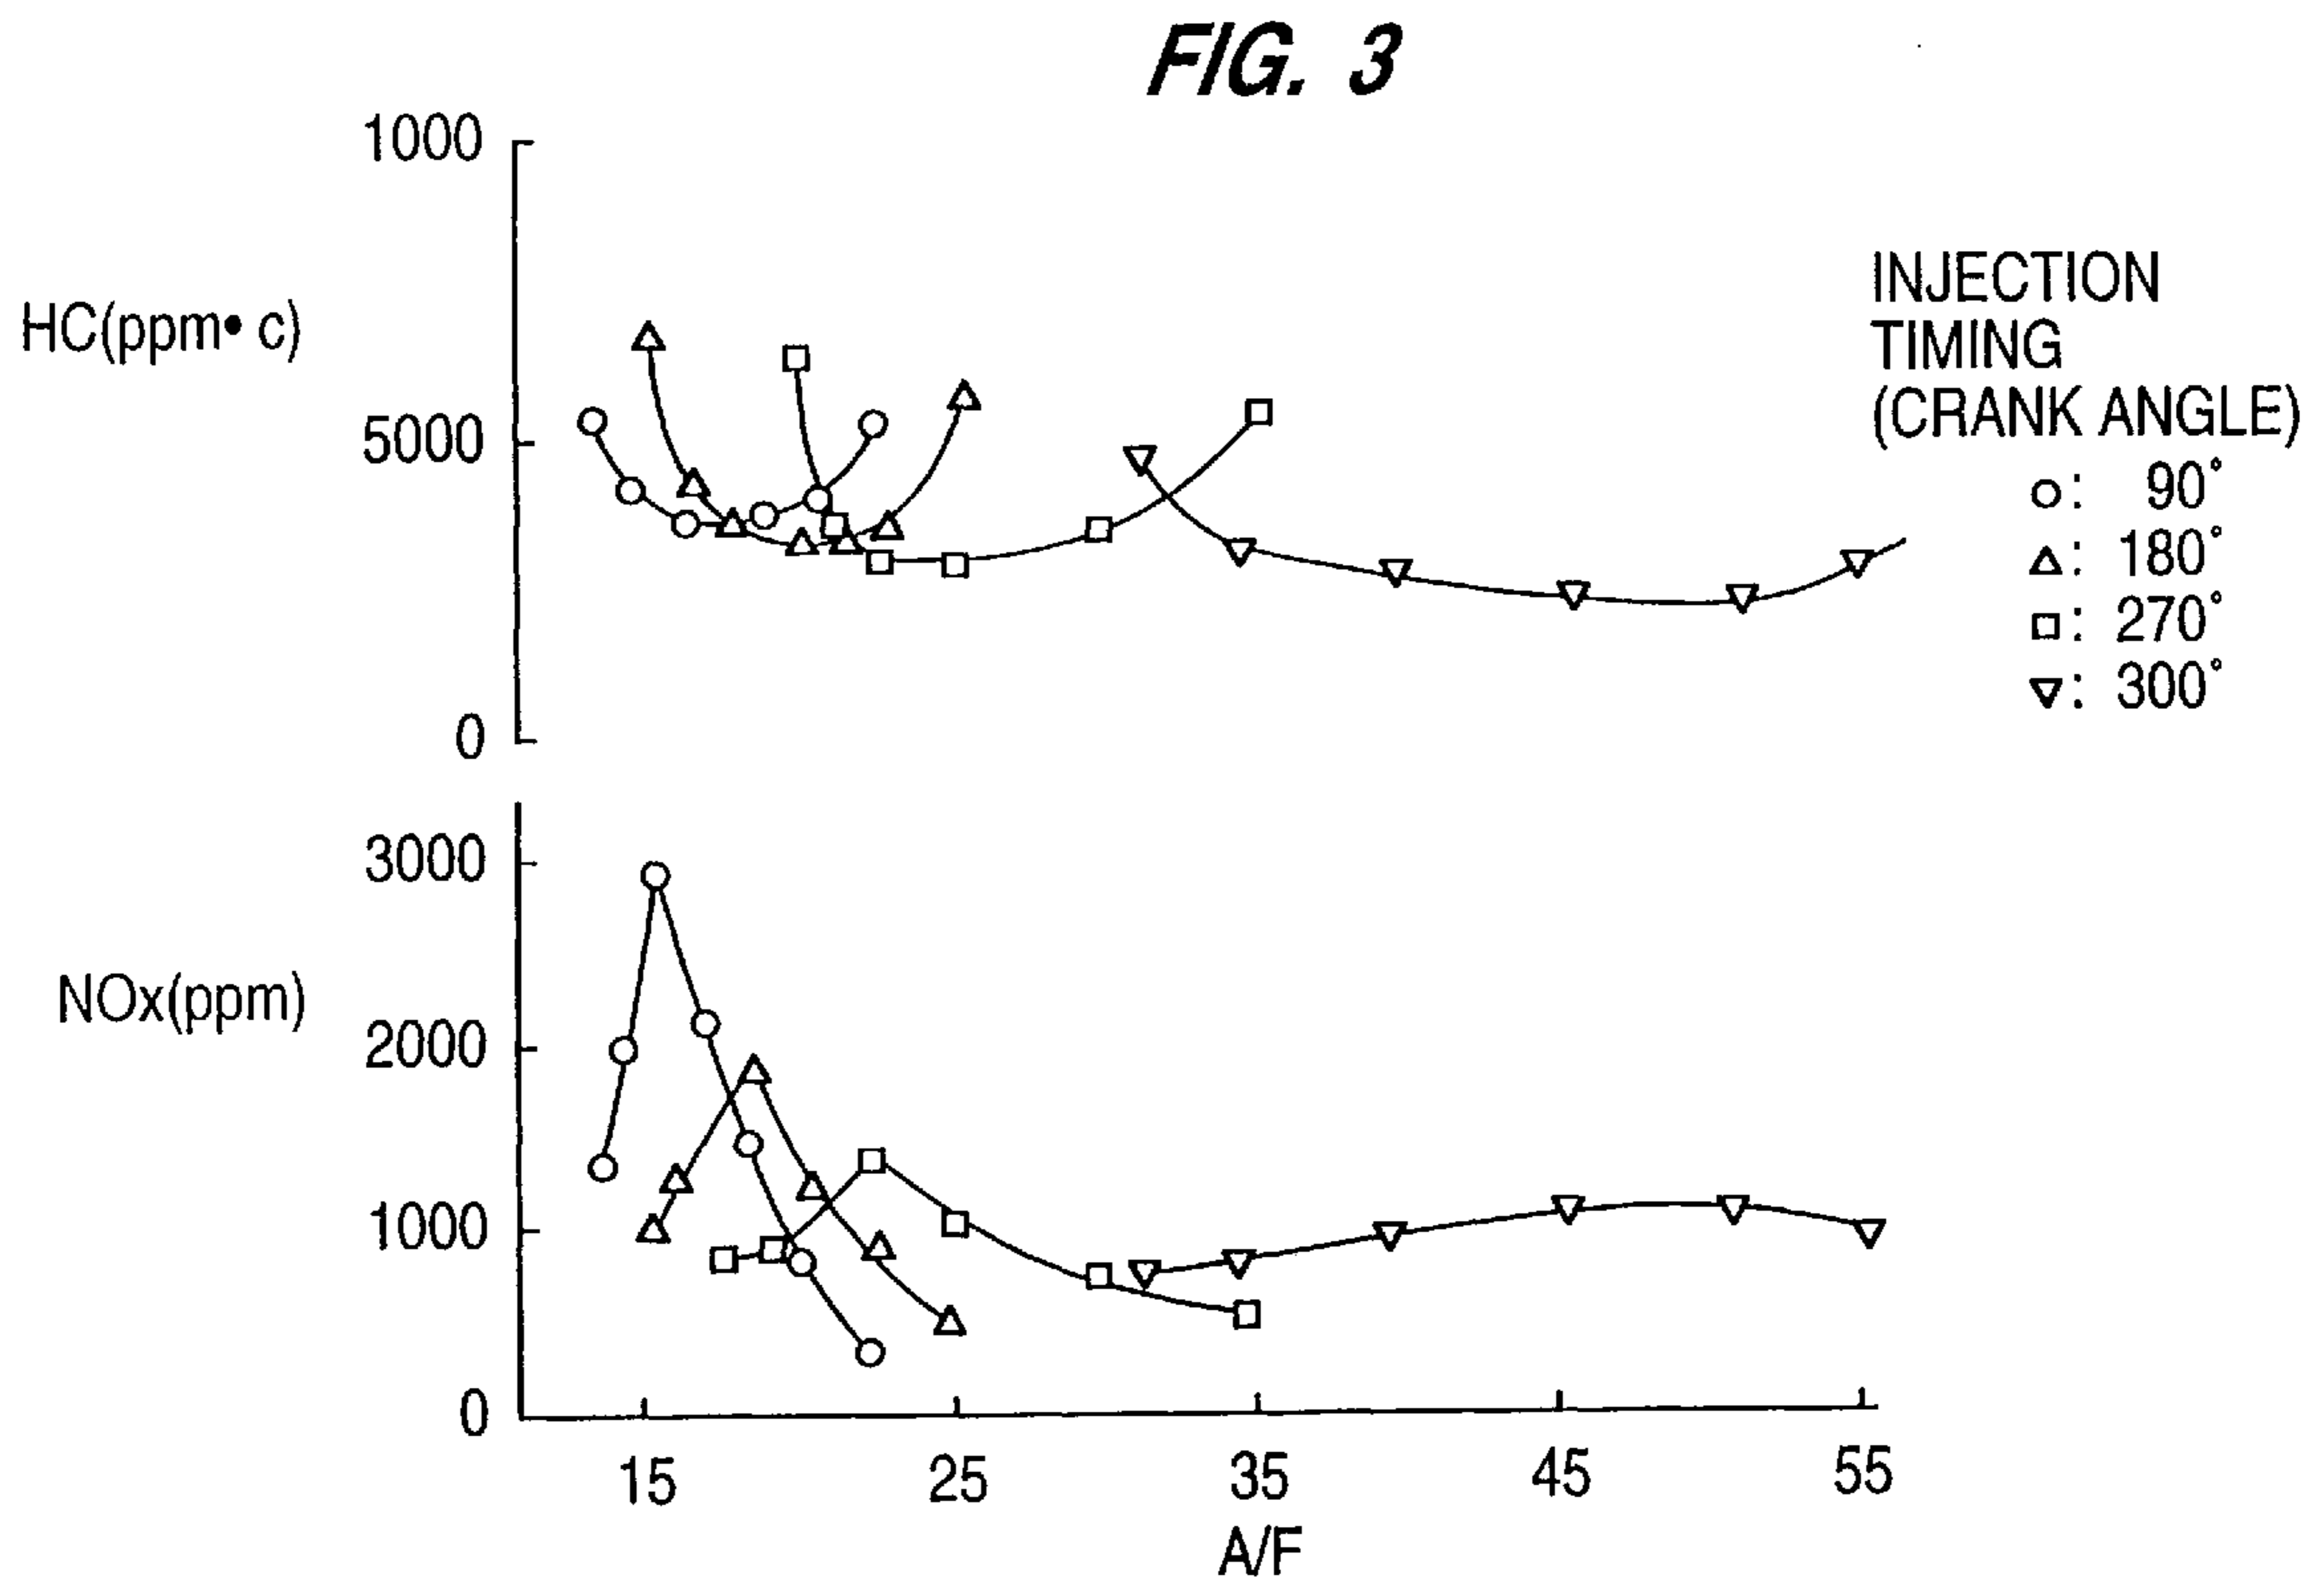 FIG. 3
1000
HC(ppm• c)
5000
0
INJECTION
TIMING
(CRANK ANGLE)
○: 90°
△: 180°
□: 270°
▽: 300°
3000
NOx(ppm)
2000
1000
0
15 25 35 45 55
A/F